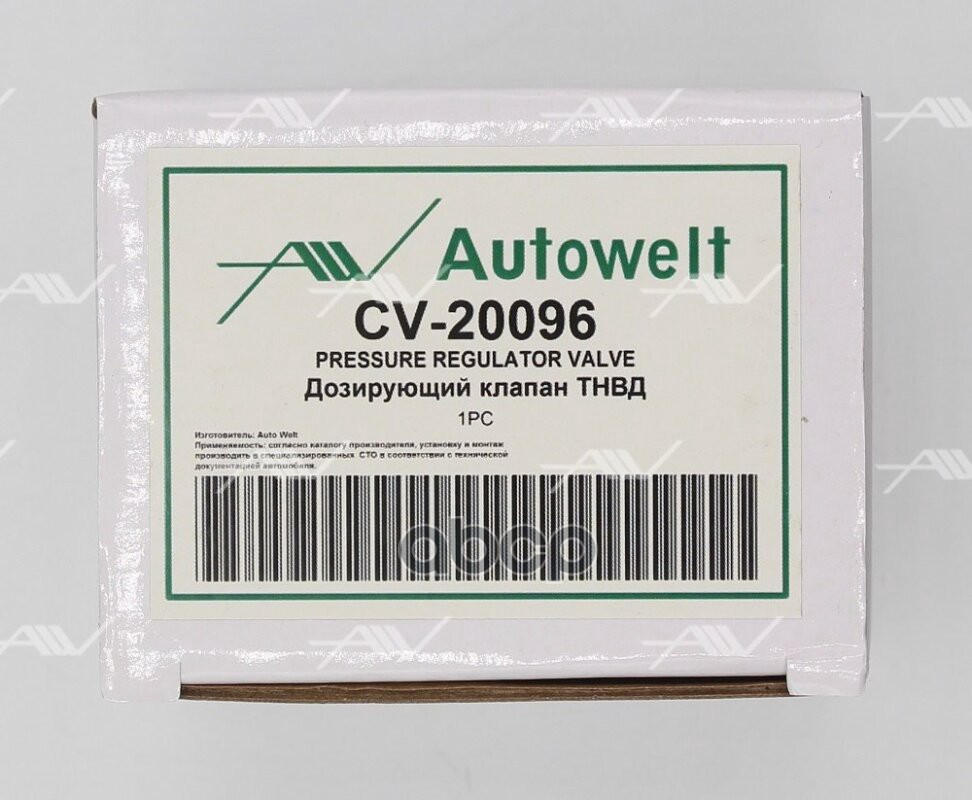 Autowelt
CV-20096
PRESSURE REGULATOR VALVE
Дозирующий клапан ТНВД
1PC
Изготовитель: Auto Welt
Применяемость: согласно каталогу производителя, установку и монтаж
производить в специализированных СТО в соответствии с технической
документацией автомобиля.
abcp